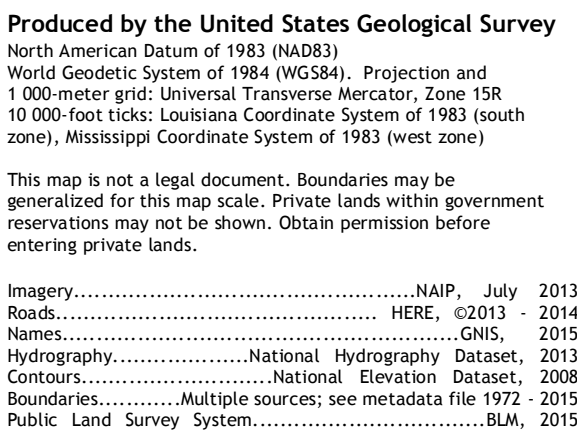 Produced by the United States Geological Survey
North American Datum of 1983 (NAD83)
World Geodetic System of 1984 (WGS84).  Projection and
1 000-meter grid: Universal Transverse Mercator, Zone 15R
10 000-foot ticks: Louisiana Coordinate System of 1983 (south
zone), Mississippi Coordinate System of 1983 (west zone)
This map is not a legal document. Boundaries may be
generalized for this map scale. Private lands within government
reservations may not be shown. Obtain permission before
entering private lands.
Imagery.............................................NAIP, July 2013
Roads.......................................... HERE, ©2013 - 2014
Names....................................................GNIS, 2015
Hydrography..................National Hydrography Dataset, 2013
Contours.........................National Elevation Dataset, 2008
Boundaries...........Multiple sources; see metadata file 1972 - 2015
Public Land Survey System...............................BLM, 2015